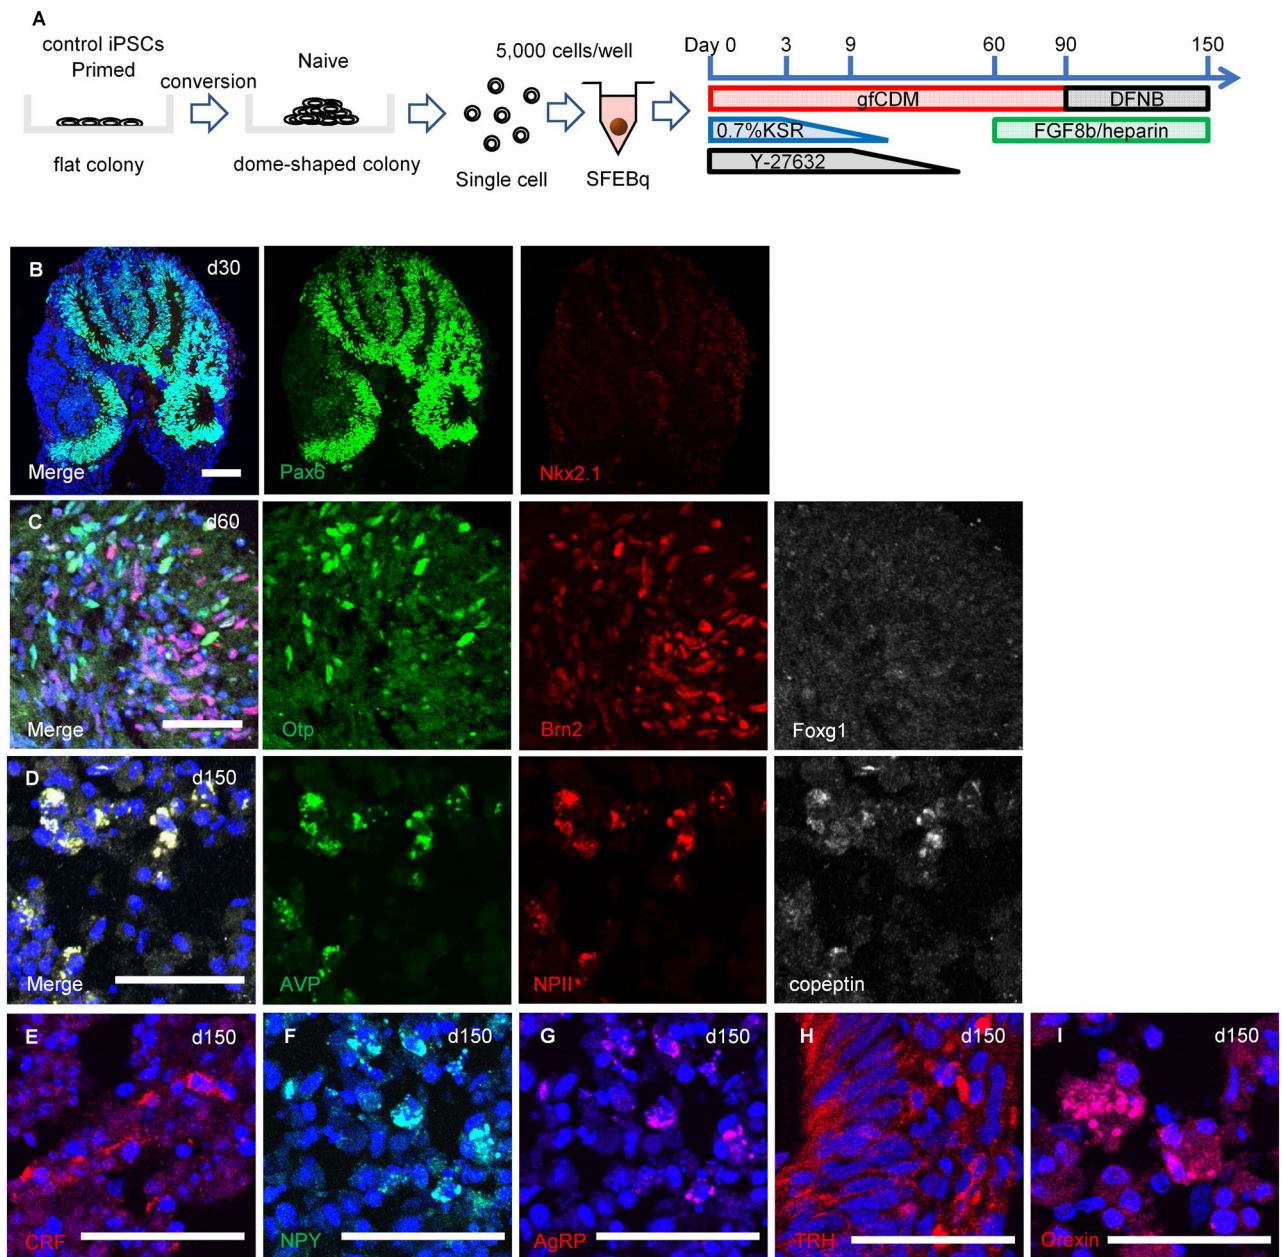 A
control iPSCs
Primed
conversion
Naive
5,000 cells/well
flat colony
dome-shaped colony
Single cell
SFEBq
Day 0 3 9 60 90 150
gfCDM
DFNB
0.7%KSR
FGF8b/heparin
Y-27632
B d30
Merge
Pax6
Nkx2.1
C d60
Merge
Otp
Brn2
Foxg1
D d150
Merge
AVP
NPII
copeptin
E d150
CRF
F d150
NPY
G d150
AgRP
H d150
TRH
I d150
Orexin